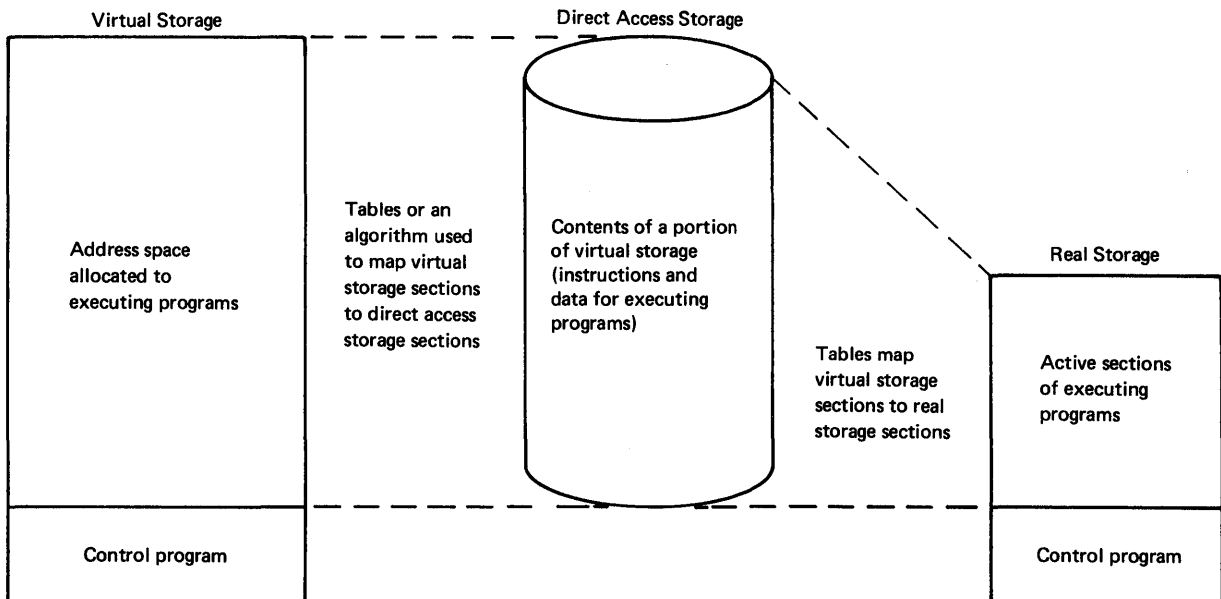 Virtual Storage
Direct Access Storage
Address space
allocated to
executing programs
Tables or an
algorithm used
to map virtual
storage sections
to direct access
storage sections
Contents of a portion
of virtual storage
(instructions and
data for executing
programs)
Tables map
virtual storage
sections to real
storage sections
Real Storage
Active sections
of executing
programs
Control program
Control program